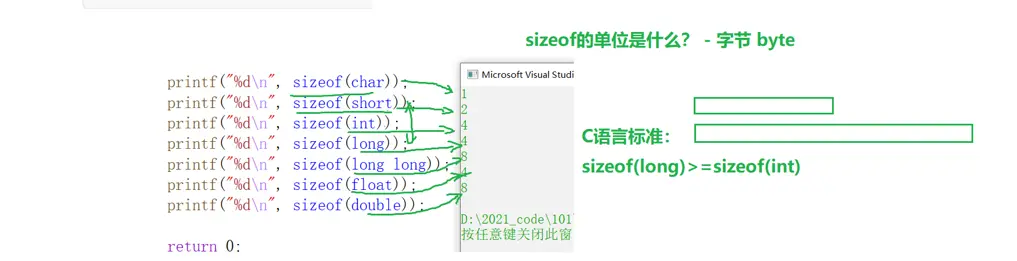 sizeof的单位是什么？ - 字节 byte
printf("%d\n", sizeof(char));
printf("%d\n", sizeof(short));
printf("%d\n", sizeof(int));
printf("%d\n", sizeof(long));
printf("%d\n", sizeof(long long));
printf("%d\n", sizeof(float));
printf("%d\n", sizeof(double));
return 0;
Microsoft Visual Studi
1
2
4
4
8
4
8
D:\2021_code\101
按任意键关闭此窗
C语言标准：
sizeof(long)>=sizeof(int)